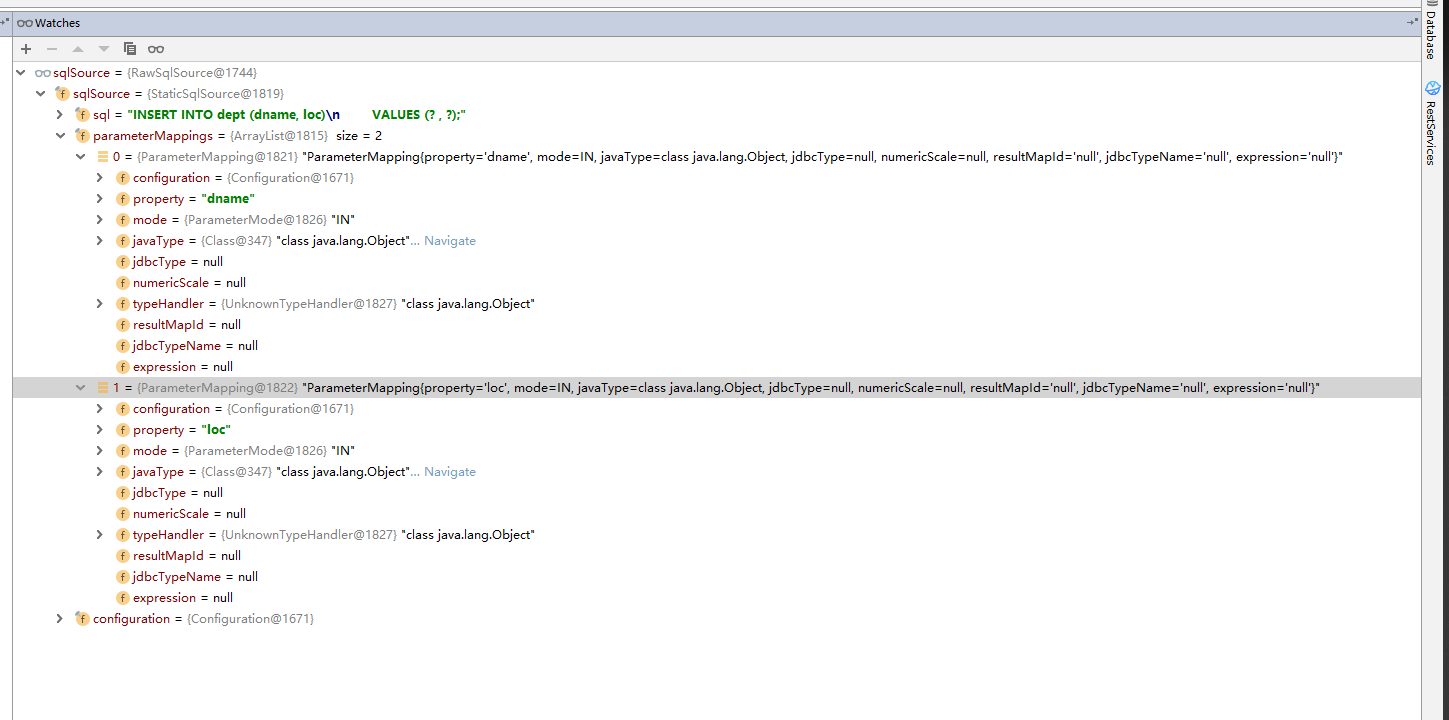 Watches
sqlSource = {RawSqlSource@1744}
sqlSource = {StaticSqlSource@1819}
sql = "INSERT INTO dept (dname, loc)\n        VALUES (? , ?);"
parameterMappings = {ArrayList@1815}  size = 2
0 = {ParameterMapping@1821} "ParameterMapping{property='dname', mode=IN, javaType=class java.lang.Object, jdbcType=null, numericScale=null, resultMapId='null', jdbcTypeName='null', expression='null'}"
configuration = {Configuration@1671}
property = "dname"
mode = {ParameterMode@1826} "IN"
javaType = {Class@347} "class java.lang.Object"... Navigate
jdbcType = null
numericScale = null
typeHandler = {UnknownTypeHandler@1827} "class java.lang.Object"
resultMapId = null
jdbcTypeName = null
expression = null
1 = {ParameterMapping@1822} "ParameterMapping{property='loc', mode=IN, javaType=class java.lang.Object, jdbcType=null, numericScale=null, resultMapId='null', jdbcTypeName='null', expression='null'}"
configuration = {Configuration@1671}
property = "loc"
mode = {ParameterMode@1826} "IN"
javaType = {Class@347} "class java.lang.Object"... Navigate
jdbcType = null
numericScale = null
typeHandler = {UnknownTypeHandler@1827} "class java.lang.Object"
resultMapId = null
jdbcTypeName = null
expression = null
configuration = {Configuration@1671}
Database
RestServices